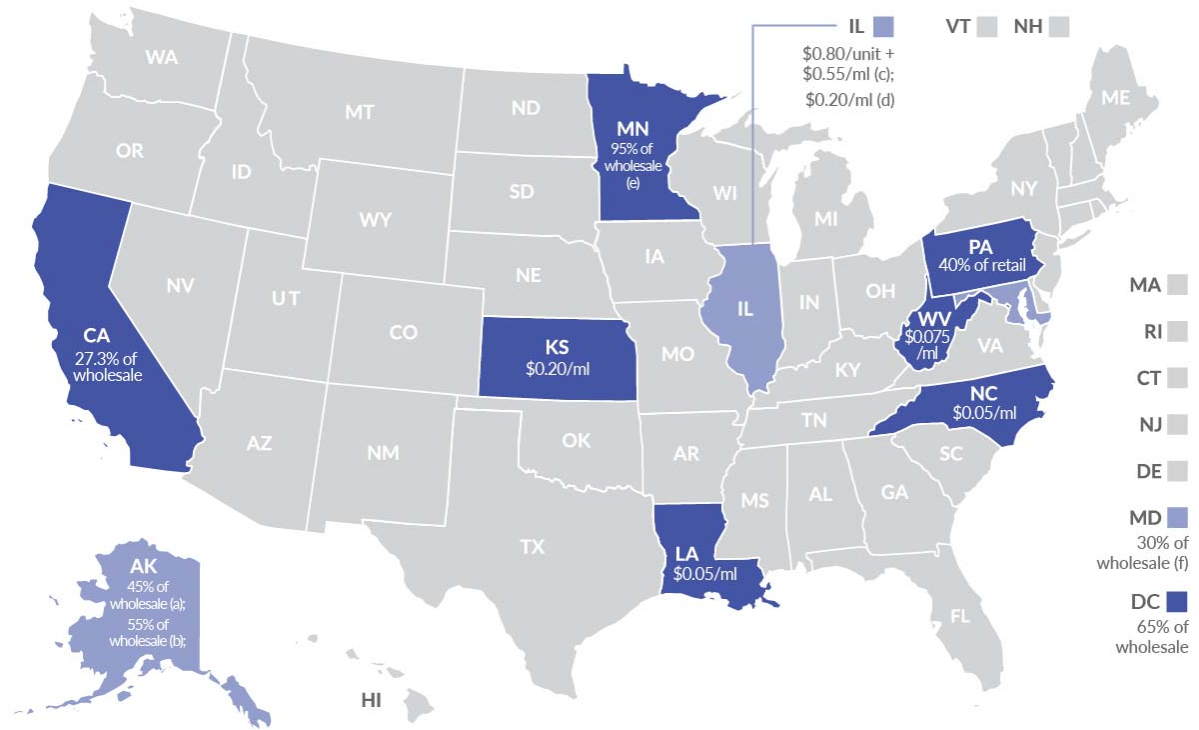 IL
$0.80/unit +
$0.55/ml (c);
$0.20/ml (d)
VT
NH
WA
MT
ND
MN
95% of
wholesale
(e)
ME
OR
ID
SD
WI
MI
NY
WY
IA
PA
40% of retail
NE
NV
UT
CO
CA
27.3% of
wholesale
KS
$0.20/ml
MO
IL
IN
OH
WV
$0.075
/ml
VA
KY
NC
$0.05/ml
TN
AZ
NM
OK
AR
SC
MS
AL
GA
TX
LA
$0.05/ml
FL
AK
45% of
wholesale (a);
55% of
wholesale (b);
HI
MA
RI
CT
NJ
DE
MD
30% of
wholesale (f)
DC
65% of
wholesale